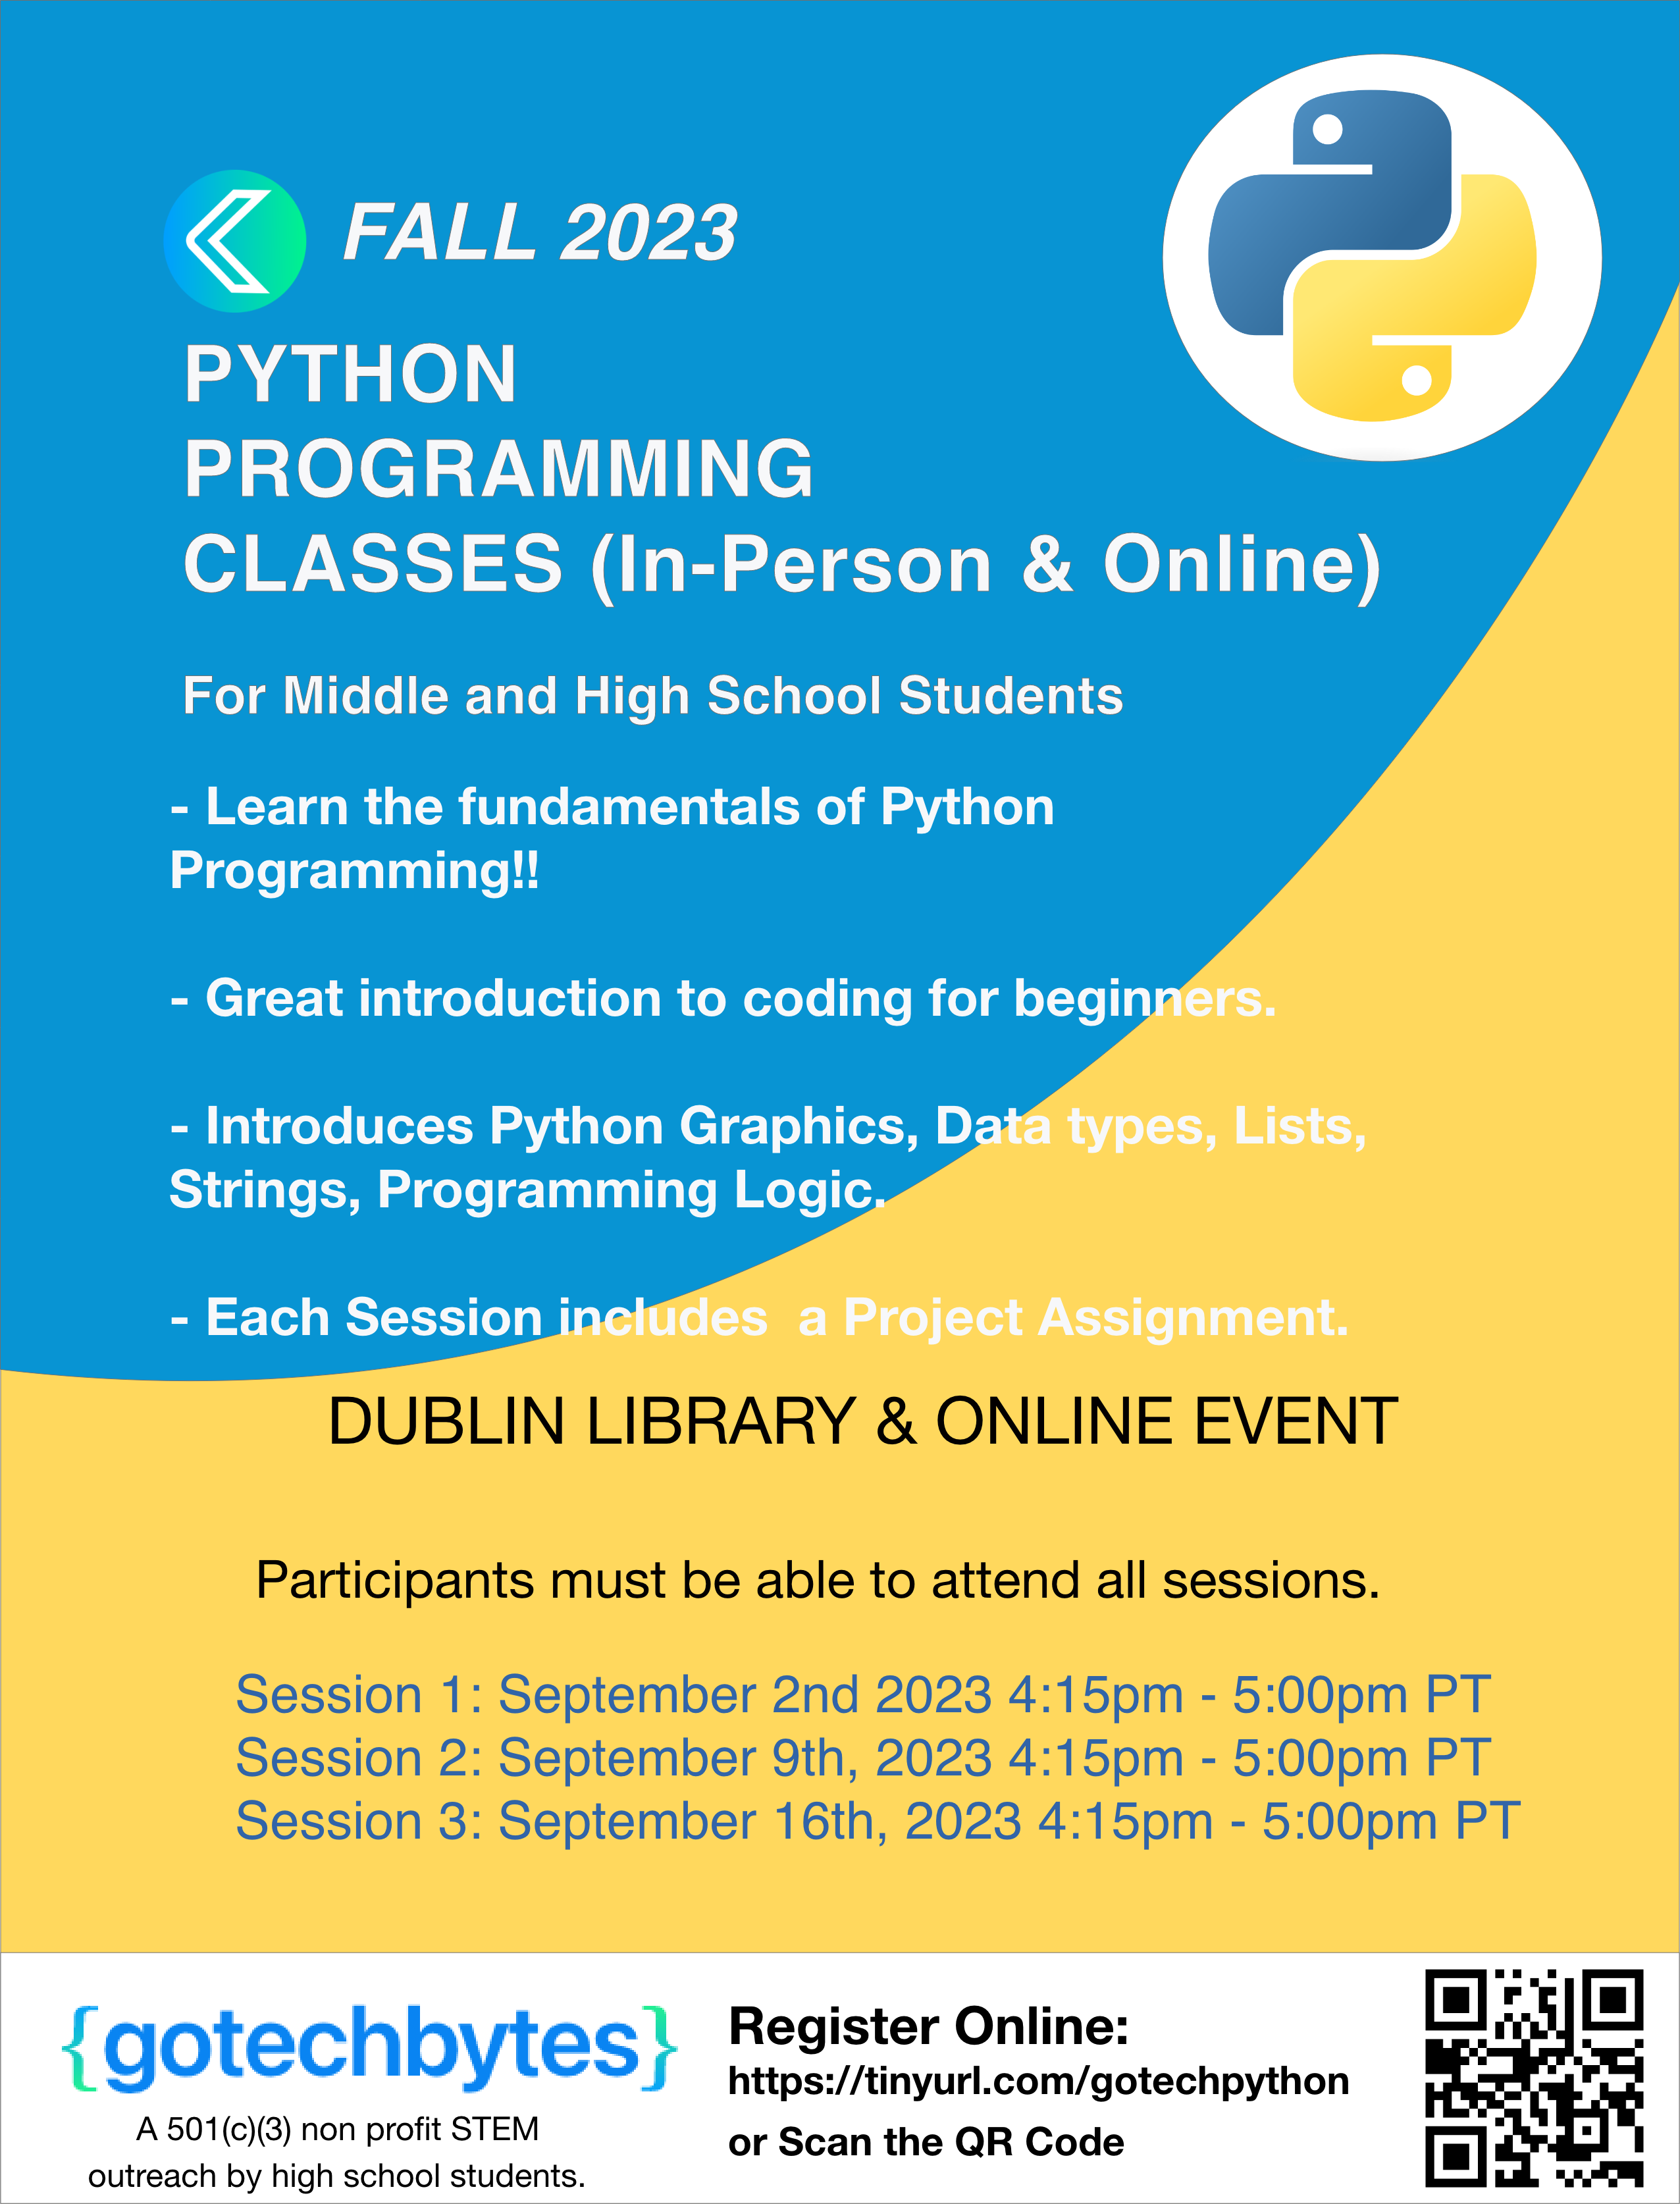 FALL 2023
PYTHON
PROGRAMMING
CLASSES (In-Person & Online)
For Middle and High School Students
- Learn the fundamentals of Python
Programming!!
- Great introduction to coding for beginners.
- Introduces Python Graphics, Data types, Lists,
Strings, Programming Logic.
- Each Session includes  a Project Assignment.
DUBLIN LIBRARY & ONLINE EVENT
Participants must be able to attend all sessions.
Session 1: September 2nd 2023 4:15pm - 5:00pm PT
Session 2: September 9th, 2023 4:15pm - 5:00pm PT
Session 3: September 16th, 2023 4:15pm - 5:00pm PT
{gotechbytes}
A 501(c)(3) non profit STEM
outreach by high school students.
Register Online:
https://tinyurl.com/gotechpython
or Scan the QR Code